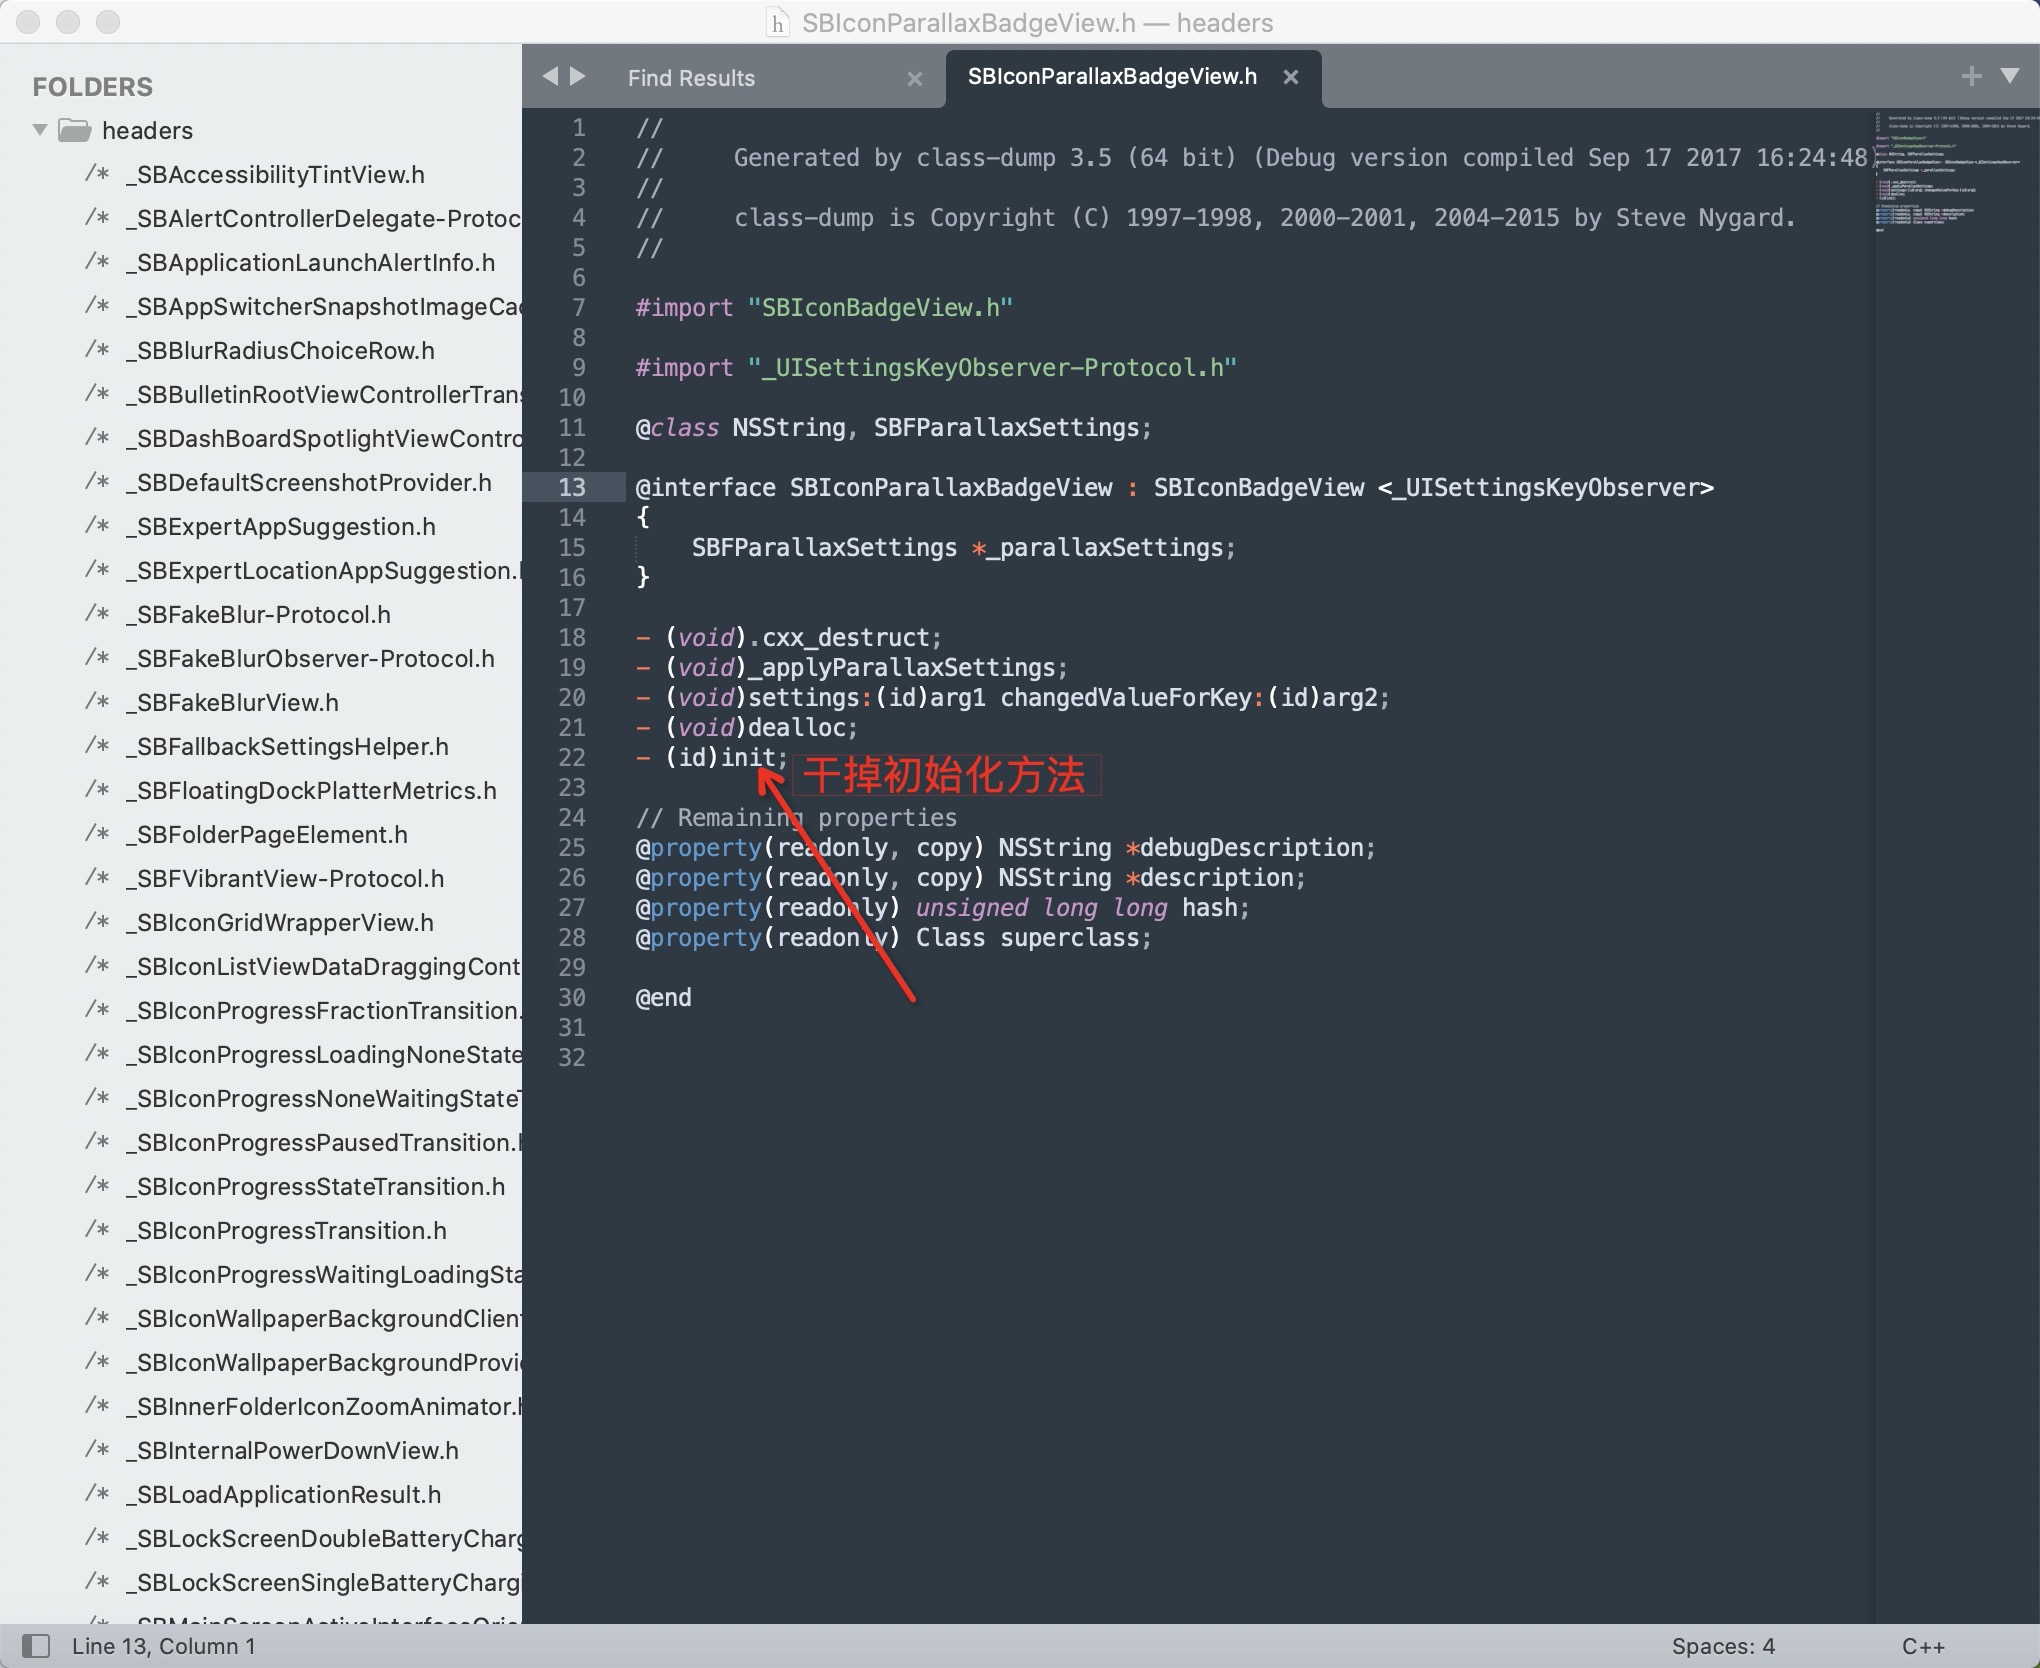 SBIconParallaxBadgeView.h — headers
FOLDERS
headers
/* _SBAccessibilityTintView.h
/* _SBAlertControllerDelegate-Protoc
/* _SBApplicationLaunchAlertInfo.h
/* _SBAppSwitcherSnapshotImageCac
/* _SBBlurRadiusChoiceRow.h
/* _SBBulletinRootViewControllerTrans
/* _SBDashBoardSpotlightViewContro
/* _SBDefaultScreenshotProvider.h
/* _SBExpertAppSuggestion.h
/* _SBExpertLocationAppSuggestion.h
/* _SBFakeBlur-Protocol.h
/* _SBFakeBlurObserver-Protocol.h
/* _SBFakeBlurView.h
/* _SBFallbackSettingsHelper.h
/* _SBFloatingDockPlatterMetrics.h
/* _SBFolderPageElement.h
/* _SBFVibrantView-Protocol.h
/* _SBIconGridWrapperView.h
/* _SBIconListViewDataDraggingCont
/* _SBIconProgressFractionTransition.
/* _SBIconProgressLoadingNoneState
/* _SBIconProgressNoneWaitingStateT
/* _SBIconProgressPausedTransition.h
/* _SBIconProgressStateTransition.h
/* _SBIconProgressTransition.h
/* _SBIconProgressWaitingLoadingSta
/* _SBIconWallpaperBackgroundClient
/* _SBIconWallpaperBackgroundProvid
/* _SBInnerFolderIconZoomAnimator.h
/* _SBInternalPowerDownView.h
/* _SBLoadApplicationResult.h
/* _SBLockScreenDoubleBatteryCharg
/* _SBLockScreenSingleBatteryChargi
/* _SBMainScreenActiveInterfaceOrie
Find Results
SBIconParallaxBadgeView.h
1 //
2 //     Generated by class-dump 3.5 (64 bit) (Debug version compiled Sep 17 2017 16:24:48)
3 //
4 //     class-dump is Copyright (C) 1997-1998, 2000-2001, 2004-2015 by Steve Nygard.
5 //
6
7 #import "SBIconBadgeView.h"
8
9 #import "_UISettingsKeyObserver-Protocol.h"
10
11 @class NSString, SBFParallaxSettings;
12
13 @interface SBIconParallaxBadgeView : SBIconBadgeView <_UISettingsKeyObserver>
14 {
15     SBFParallaxSettings *_parallaxSettings;
16 }
17
18 - (void).cxx_destruct;
19 - (void)_applyParallaxSettings;
20 - (void)settings:(id)arg1 changedValueForKey:(id)arg2;
21 - (void)dealloc;
22 - (id)init;
干掉初始化方法
23
24 // Remaining properties
25 @property(readonly, copy) NSString *debugDescription;
26 @property(readonly, copy) NSString *description;
27 @property(readonly) unsigned long long hash;
28 @property(readonly) Class superclass;
29
30 @end
31
32
Line 13, Column 1
Spaces: 4
C++